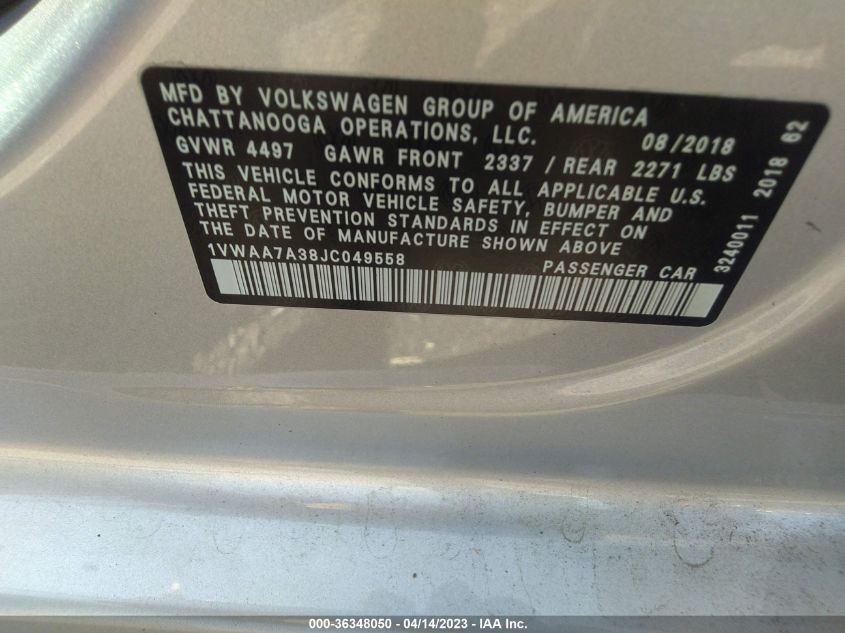 MFD BY VOLKSWAGEN GROUP OF AMERICA
CHATTANOOGA OPERATIONS, LLC. 08/2018
GVWR 4497 GAWR FRONT 2337 / REAR 2271 LBS
THIS VEHICLE CONFORMS TO ALL APPLICABLE U.S.
FEDERAL MOTOR VEHICLE SAFETY, BUMPER AND
THEFT PREVENTION STANDARDS IN EFFECT ON
THE DATE OF MANUFACTURE SHOWN ABOVE.
1VWAA7A38JC049558 PASSENGER CAR
3240011 2018 62
000-36348050 - 04/14/2023 - IAA Inc.